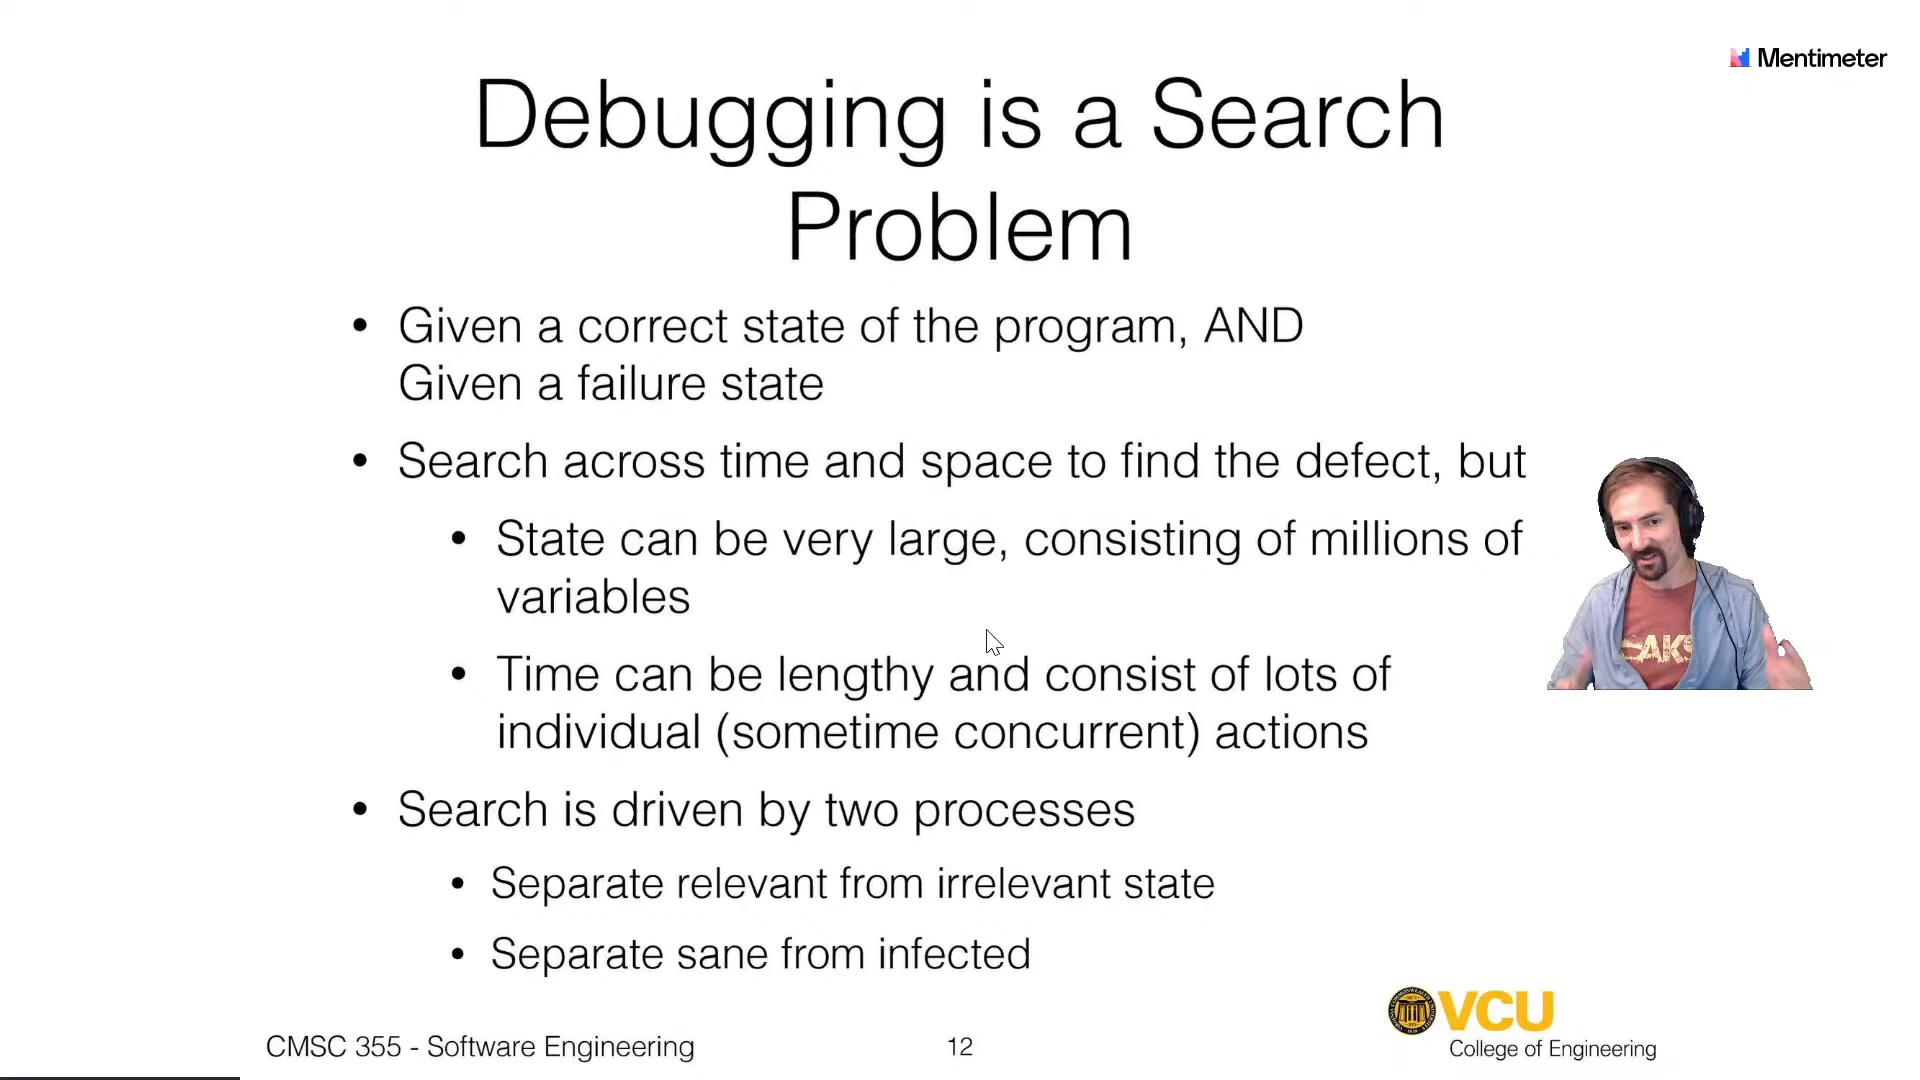 Mentimeter
Debugging is a Search
Problem
• Given a correct state of the program, AND
Given a failure state
• Search across time and space to find the defect, but
• State can be very large, consisting of millions of
variables
• Time can be lengthy and consist of lots of
individual (sometime concurrent) actions
• Search is driven by two processes
• Separate relevant from irrelevant state
• Separate sane from infected
AKS
CMSC 355 - Software Engineering
12
VCU
College of Engineering